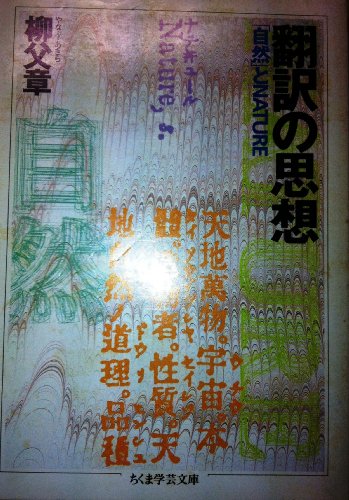 翻訳の思想
「自然」とNATURE
柳父章
やなぶあきら
ナチュール
Nature, s.
自然
天地萬物。宇宙。本
者。性質。天
道理。品種
ちくま学芸文庫